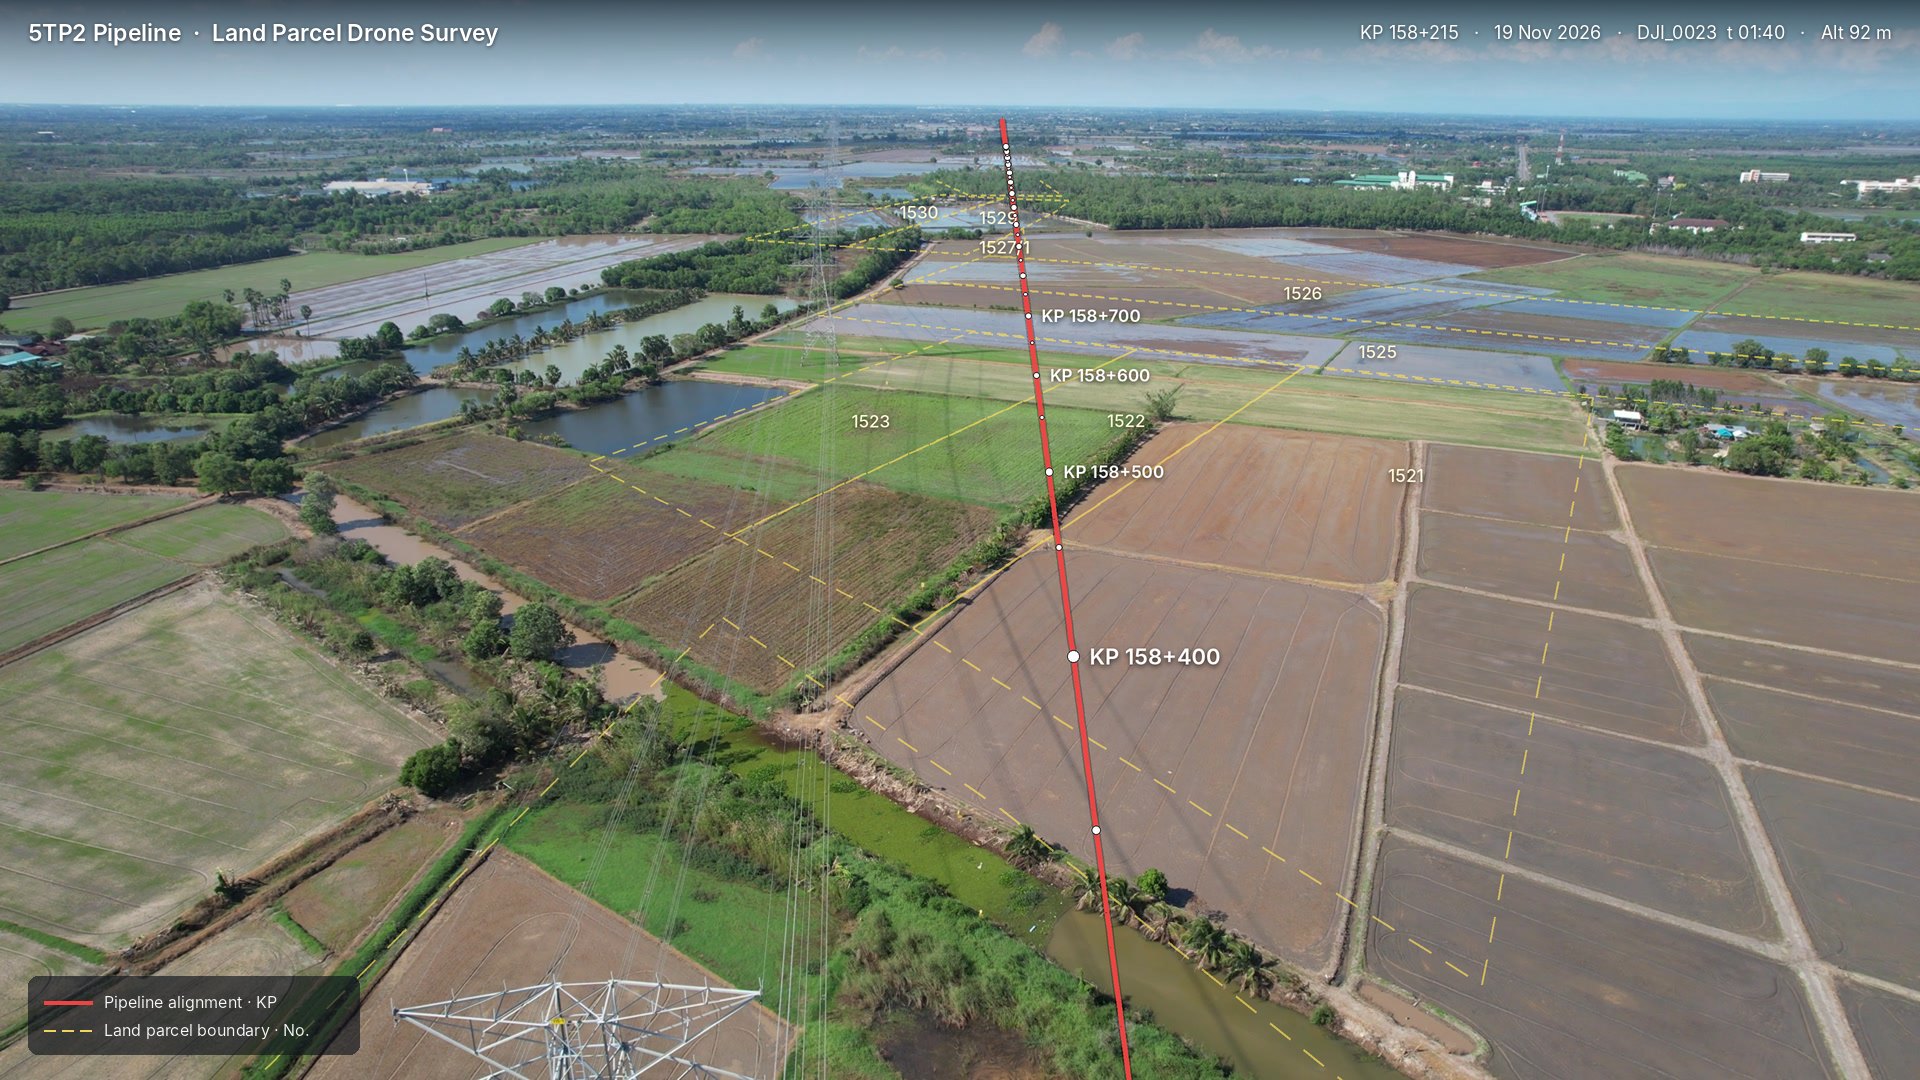 5TP2 Pipeline · Land Parcel Drone Survey
KP 158+215 · 19 Nov 2026 · DJI_0023 t 01:40 · Alt 92 m
1530
1529
1527/1
1526
KP 158+700
1525
KP 158+600
1523
1522
KP 158+500
1521
KP 158+400
Pipeline alignment · KP
Land parcel boundary · No.